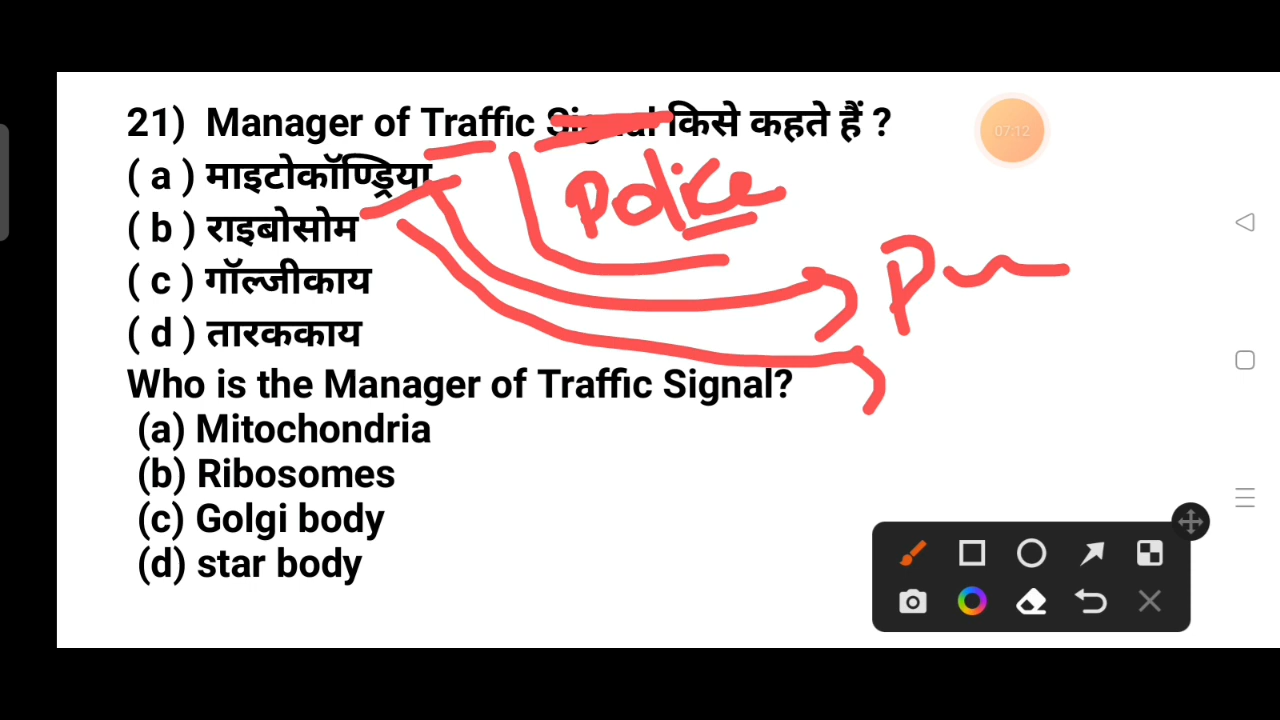 21) Manager of Traffic Signal किसे कहते हैं ?
07:12
( a ) माइटोकॉण्ड्रिया
police
( b ) राइबोसोम
( c ) गॉल्जीकाय
( d ) तारककाय
Who is the Manager of Traffic Signal?
(a) Mitochondria
(b) Ribosomes
(c) Golgi body
(d) star body